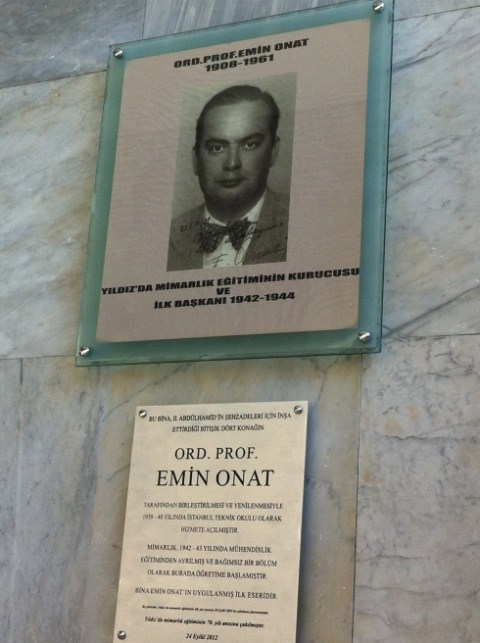 ORD.PROF.EMİN ONAT
1908-1961
YILDIZ'DA MİMARLIK EĞİTİMİNİN KURUCUSU
VE
İLK BAŞKANI 1942-1944
BU BİNA, II. ABDÜLHAMİD'İN ŞEHZADELERİ İÇİN İNŞA
ETTİRDİĞİ BİTİŞİK DÖRT KONAĞIN
ORD. PROF.
EMİN ONAT
TARAFINDAN BİRLEŞTİRİLMESİ VE YENİLENMESİYLE
1939 - 40 YILINDA İSTANBUL TEKNİK OKULU OLARAK
HİZMETE AÇILMIŞTIR.
MİMARLIK, 1942 - 43 YILINDA MÜHENDİSLİK
EĞİTİMİNDEN AYRILMIŞ VE BAĞIMSIZ BİR BÖLÜM
OLARAK BURADA ÖĞRETİME BAŞLAMIŞTIR.
BİNA EMİN ONAT'IN UYGULANMIŞ İLK ESERİDİR.
Yıldız'da mimarlık eğitiminin 70. yılı anısına çakılmıştır.
24 Eylül 2012